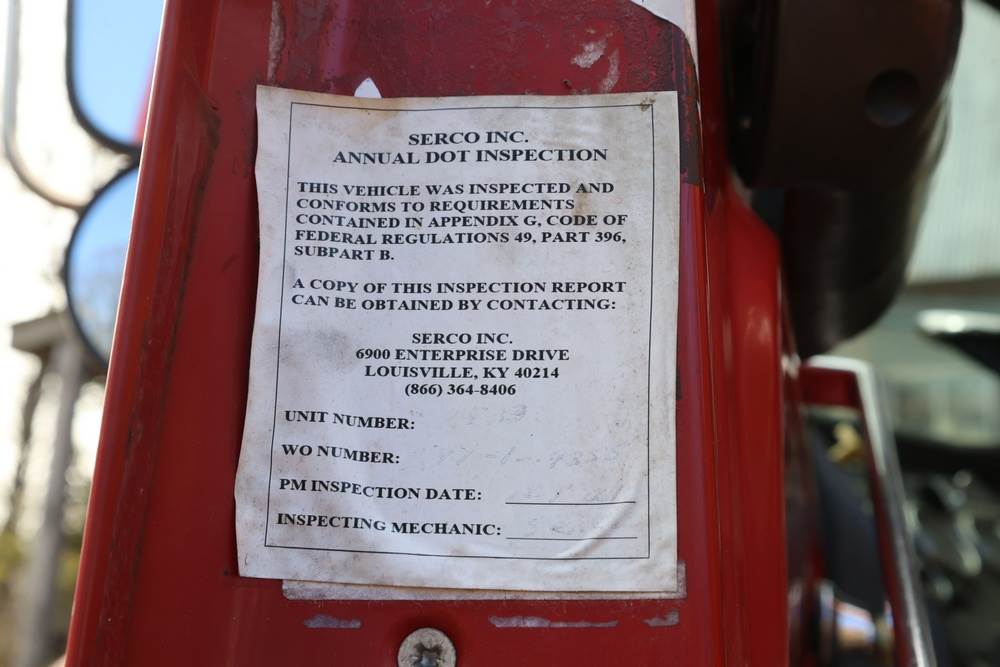 SERCO INC.
ANNUAL DOT INSPECTION
THIS VEHICLE WAS INSPECTED AND
CONFORMS TO REQUIREMENTS
CONTAINED IN APPENDIX G, CODE OF
FEDERAL REGULATIONS 49, PART 396,
SUBPART B.
A COPY OF THIS INSPECTION REPORT
CAN BE OBTAINED BY CONTACTING:
SERCO INC.
6900 ENTERPRISE DRIVE
LOUISVILLE, KY 40214
(866) 364-8406
UNIT NUMBER:
WO NUMBER:
PM INSPECTION DATE:
INSPECTING MECHANIC: